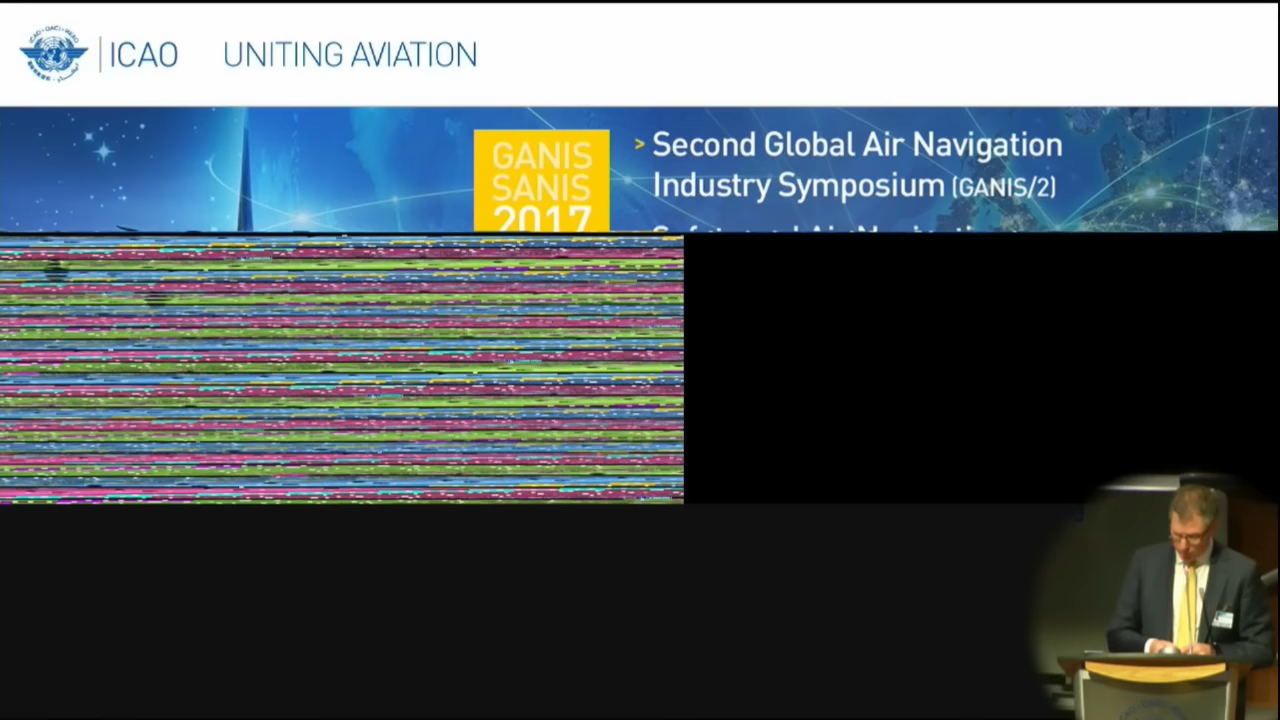 ICAO
UNITING AVIATION
GANIS
SANIS
2017
> Second Global Air Navigation
Industry Symposium (GANIS/2)